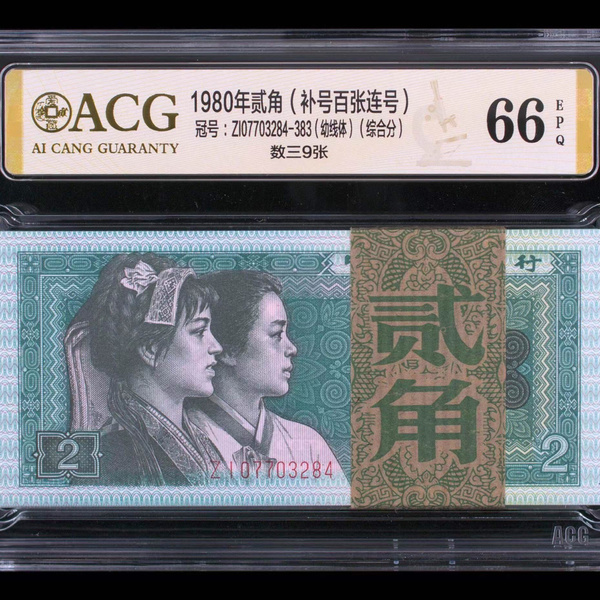 ACG
AI CANG GUARANTY
1980年贰角（补号百张连号）
冠号：ZI07703284-383（幼线体）（综合分）
数三9张
66
EPQ
行
贰角
2
ZI07703284
2
ACG